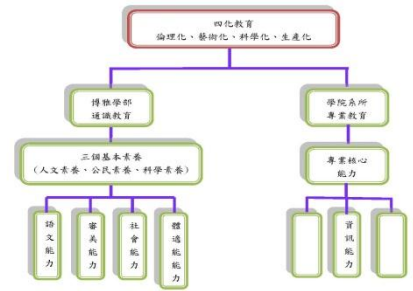 四化教育
倫理化、藝術化、科學化、生產化
博雅學部
通識教育
學院系所
專業教育
三個基本素養
（人文素養、公民素養、科學素養）
專業核心
能力
語文能力
審美能力
社會能力
體適能能力
資訊能力